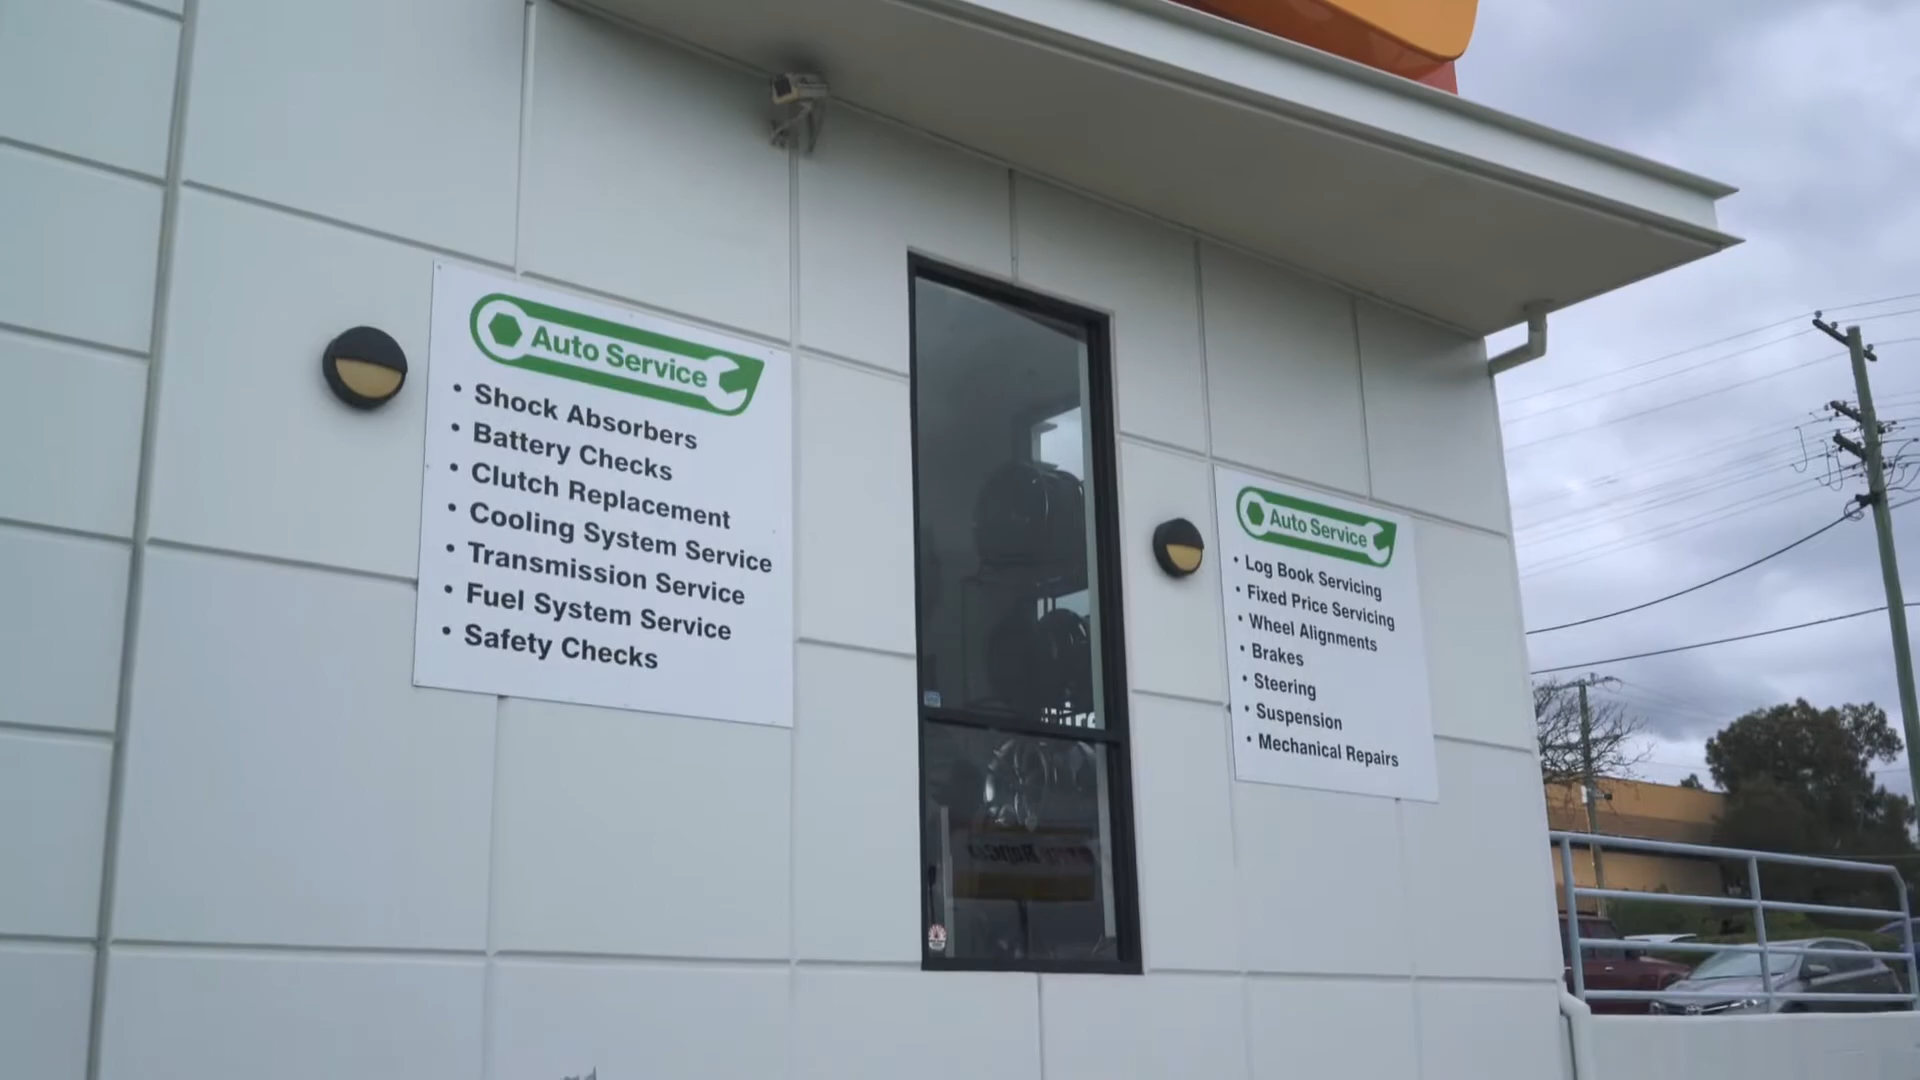 Auto Service
• Shock Absorbers
• Battery Checks
• Clutch Replacement
• Cooling System Service
• Transmission Service
• Fuel System Service
• Safety Checks
Auto Service
• Log Book Servicing
• Fixed Price Servicing
• Wheel Alignments
• Brakes
• Steering
• Suspension
• Mechanical Repairs